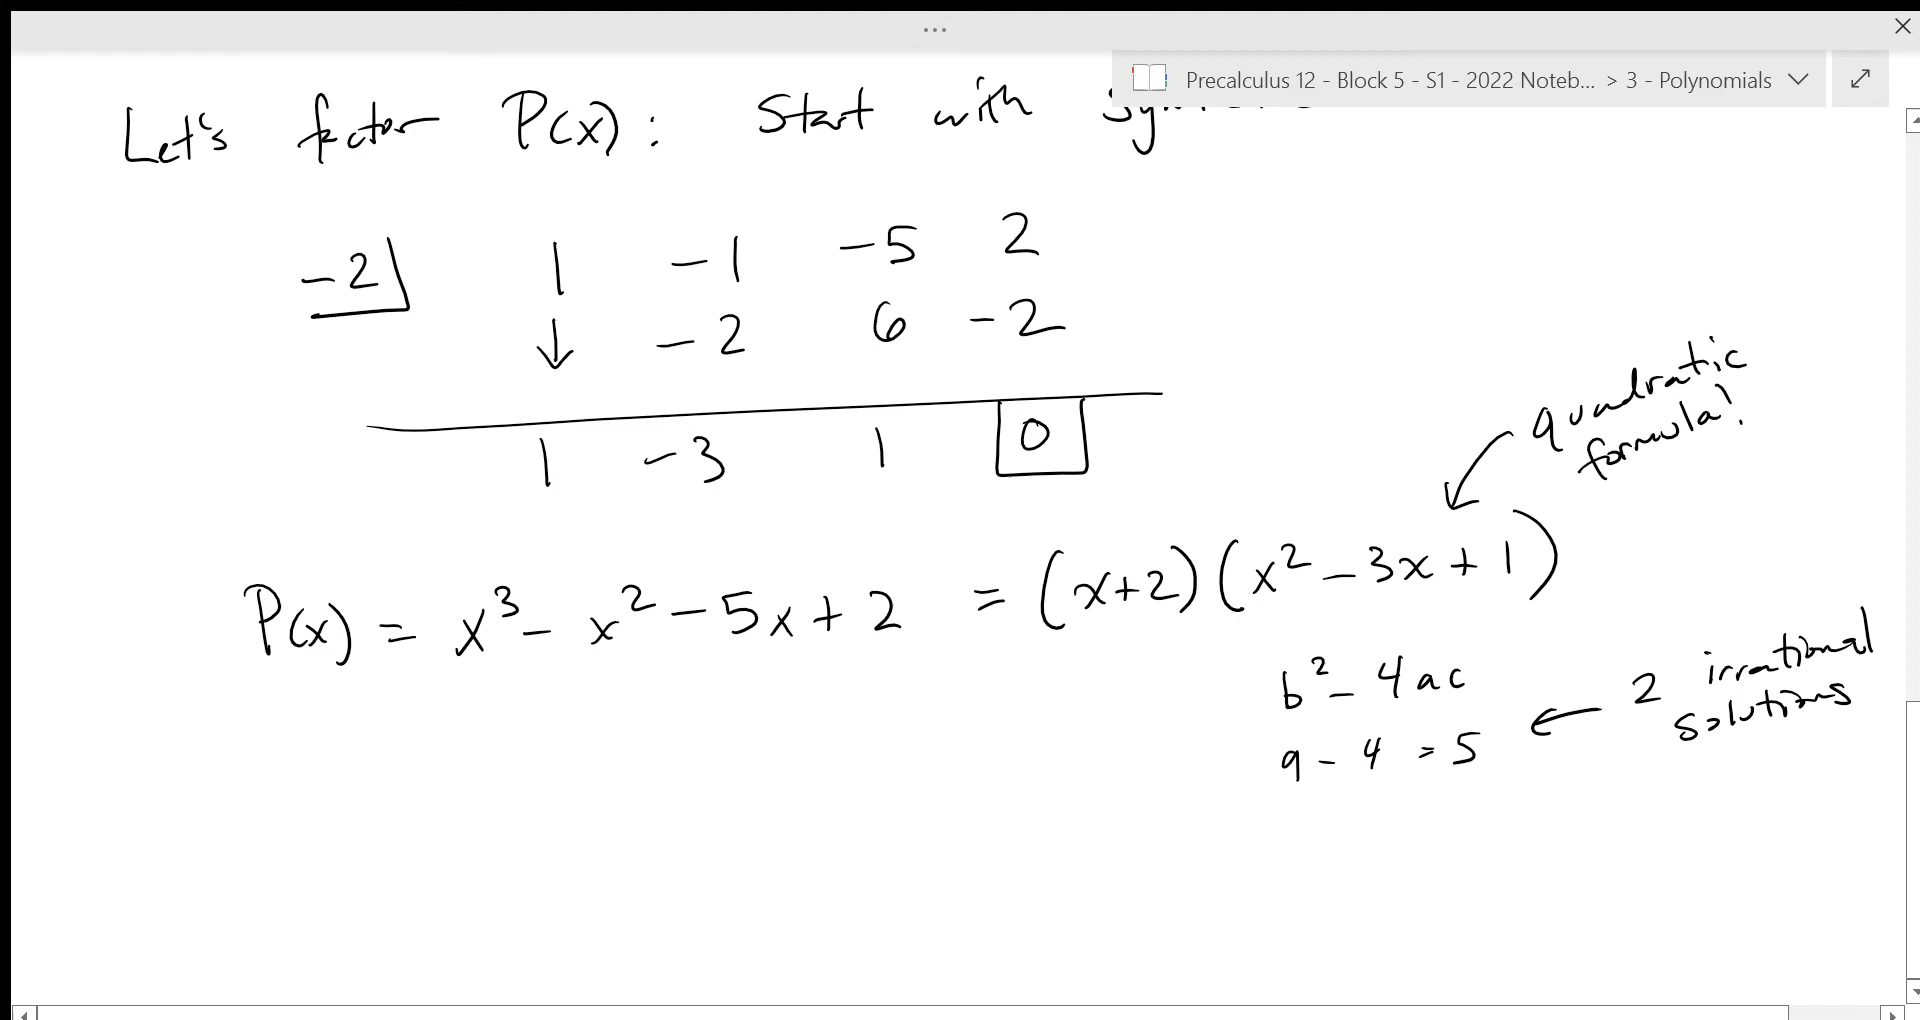 ...
Precalculus 12 - Block 5 - S1 - 2022 Noteb... > 3 - Polynomials
Let's factor P(x): Start with
-2 1 -1 -5 2
↓ -2 6 -2
1 -3 1 0
quadratic
formula!
P(x) = x³ - x² - 5x + 2 = (x+2)(x² - 3x + 1)
b² - 4ac
9 - 4 = 5 ← 2 irrational
solutions